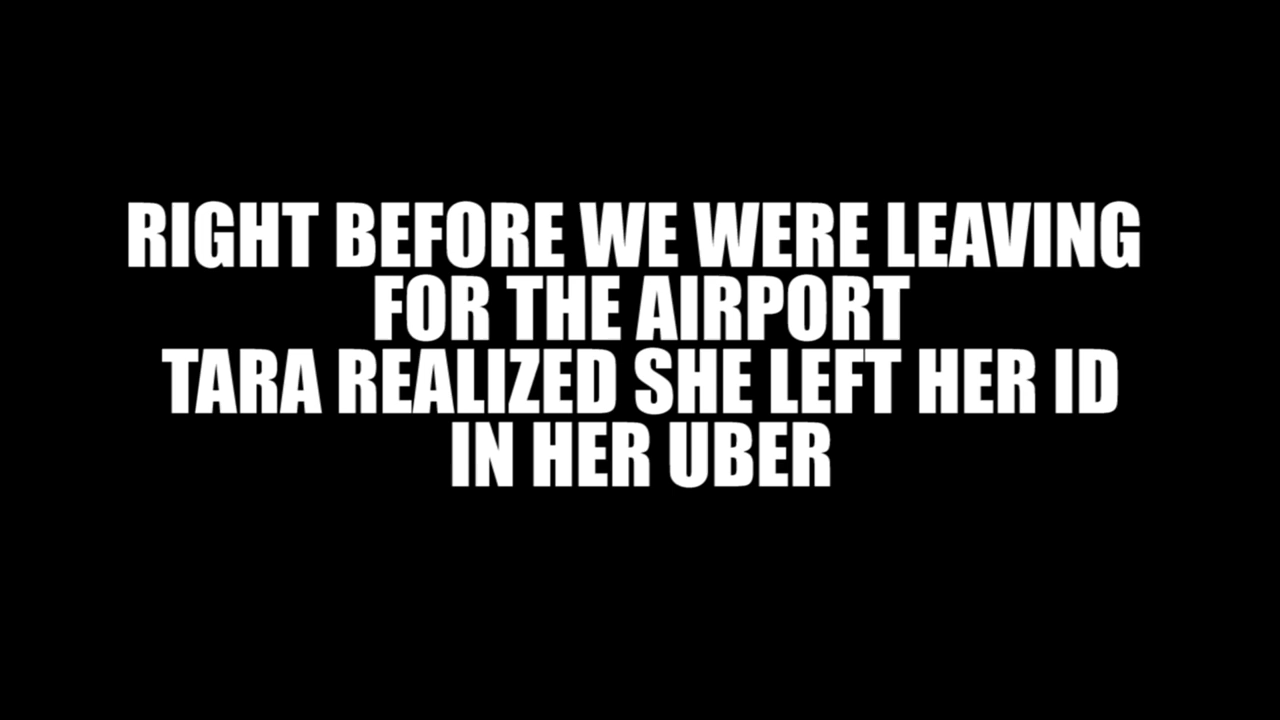 RIGHT BEFORE WE WERE LEAVING
FOR THE AIRPORT
TARA REALIZED SHE LEFT HER ID
IN HER UBER